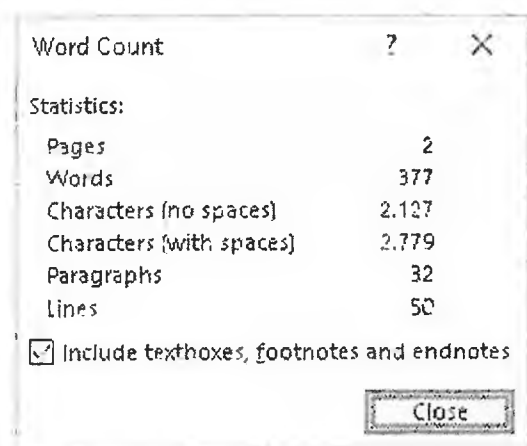 Word Count ? ×
Statistics:
Pages 2
Words 377
Characters (no spaces) 2.127
Characters (with spaces) 2.779
Paragraphs 32
Lines 50
Include textboxes, footnotes and endnotes
Close